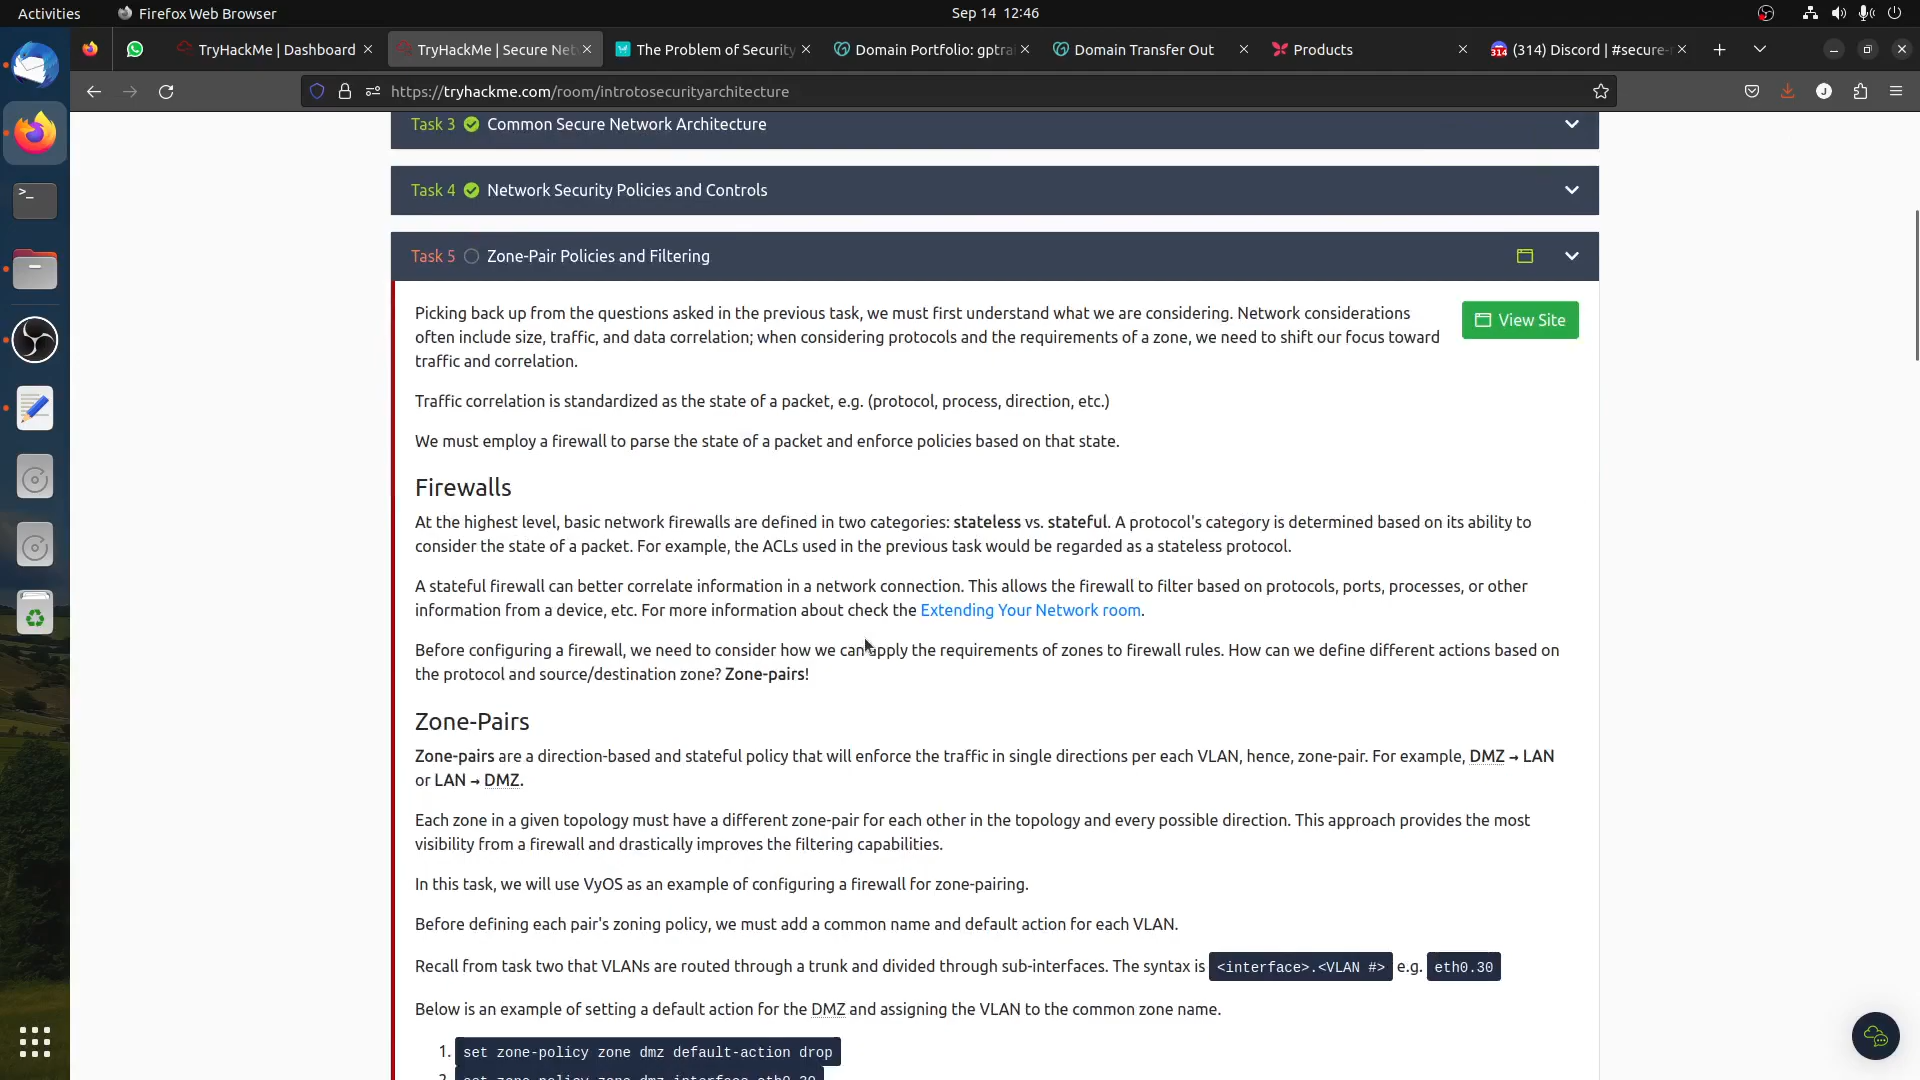 Activities
Firefox Web Browser
Sep 14 12:46
TryHackMe | Dashboard
TryHackMe | Secure Net
The Problem of Security
Domain Portfolio: gptrai
Domain Transfer Out
Products
314
(314) Discord | #secure-
https://tryhackme.com/room/introtosecurityarchitecture
J
Task 3 Common Secure Network Architecture
Task 4 Network Security Policies and Controls
Task 5 Zone-Pair Policies and Filtering
View Site
Picking back up from the questions asked in the previous task, we must first understand what we are considering. Network considerations
often include size, traffic, and data correlation; when considering protocols and the requirements of a zone, we need to shift our focus toward
traffic and correlation.
Traffic correlation is standardized as the state of a packet, e.g. (protocol, process, direction, etc.)
We must employ a firewall to parse the state of a packet and enforce policies based on that state.
Firewalls
At the highest level, basic network firewalls are defined in two categories: stateless vs. stateful. A protocol's category is determined based on its ability to
consider the state of a packet. For example, the ACLs used in the previous task would be regarded as a stateless protocol.
A stateful firewall can better correlate information in a network connection. This allows the firewall to filter based on protocols, ports, processes, or other
information from a device, etc. For more information about check the Extending Your Network room.
Before configuring a firewall, we need to consider how we can apply the requirements of zones to firewall rules. How can we define different actions based on
the protocol and source/destination zone? Zone-pairs!
Zone-Pairs
Zone-pairs are a direction-based and stateful policy that will enforce the traffic in single directions per each VLAN, hence, zone-pair. For example, DMZ → LAN
or LAN → DMZ.
Each zone in a given topology must have a different zone-pair for each other in the topology and every possible direction. This approach provides the most
visibility from a firewall and drastically improves the filtering capabilities.
In this task, we will use VyOS as an example of configuring a firewall for zone-pairing.
Before defining each pair's zoning policy, we must add a common name and default action for each VLAN.
Recall from task two that VLANs are routed through a trunk and divided through sub-interfaces. The syntax is <interface>.<VLAN #> e.g. eth0.30
Below is an example of setting a default action for the DMZ and assigning the VLAN to the common zone name.
1. set zone-policy zone dmz default-action drop
2. set zone-policy zone dmz interface eth0.30